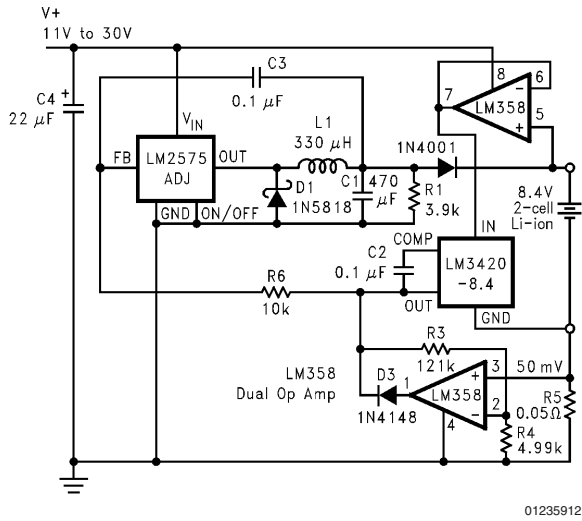 V+
11V to 30V
C4 +
22 μF
C3
0.1 μF
V_IN
FB
LM2575
ADJ
OUT
GND
ON/OFF
L1
330 μH
D1
1N5818
C1 470
μF
1N4001
R1
3.9k
8
7
6
LM358
−
+
5
8.4V
2-cell
Li-ion
IN
COMP
LM3420
-8.4
OUT
GND
C2
0.1 μF
R6
10k
R3
121k
LM358
Dual Op Amp
D3
1N4148
1
LM358
+
−
3
2
4
50 mV
R5
0.05Ω
R4
4.99k
01235912